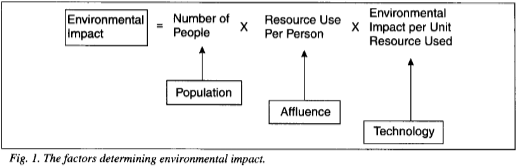 Environmental Impact = Number of People X Resource Use Per Person X Environmental Impact per Unit Resource Used
Population
Affluence
Technology
Fig. 1. The factors determining environmental impact.